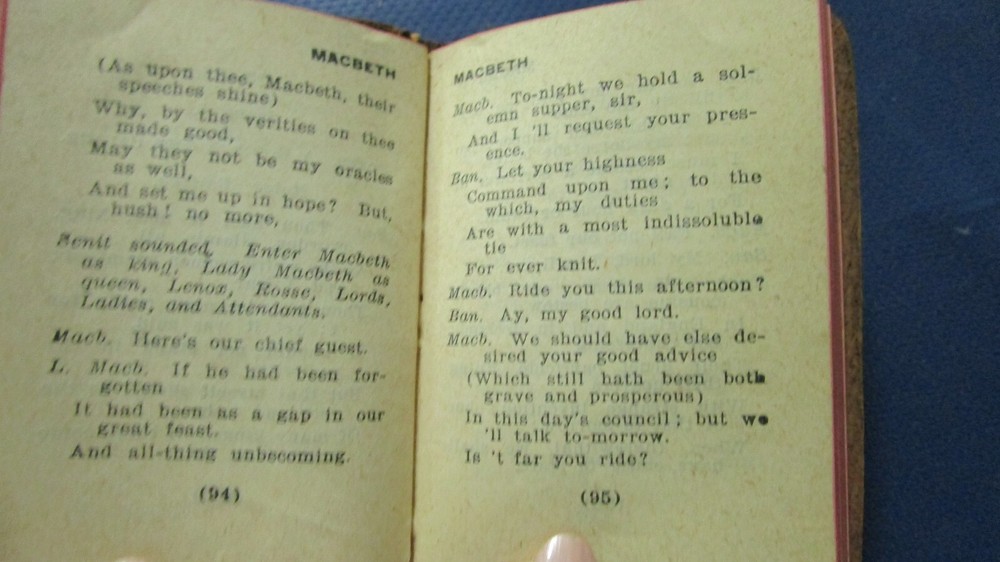 MACBETH
(As upon thee, Macbeth, their
speeches shine)
Why, by the verities on thee
made good,
May they not be my oracles
as well,
And set me up in hope? But,
hush! no more,
Senit sounded, Enter Macbeth
as king, Lady Macbeth as
queen, Lenox, Rosse, Lords,
Ladies, and Attendants.
Macb. Here's our chief guest.
L. Macb. If he had been for-
gotten
It had been as a gap in our
great feast.
And all-thing unbecoming.
(94)
MACBETH
Macb. To-night we hold a sol-
emn supper, sir,
And I 'll request your pres-
ence.
Ban. Let your highness
Command upon me; to the
which, my duties
Are with a most indissoluble
tie
For ever knit.
Macb. Ride you this afternoon?
Ban. Ay, my good lord.
Macb. We should have else de-
sired your good advice
(Which still hath been both
grave and prosperous)
In this day's council; but we
'll talk to-morrow.
Is 't far you ride?
(95)